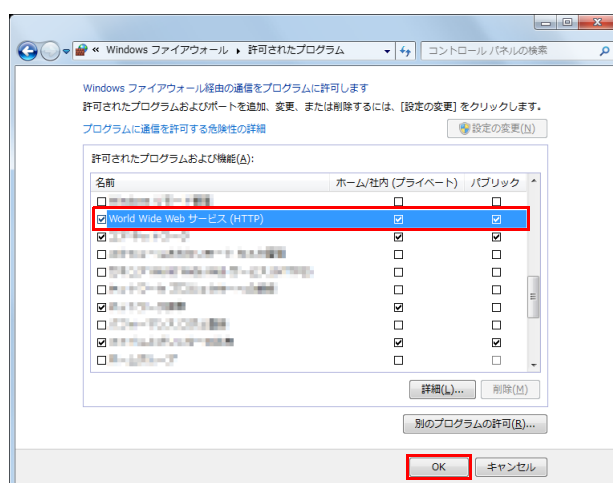 « Windows ファイアウォール ▸ 許可されたプログラム
コントロール パネルの検索
Windows ファイアウォール経由の通信をプログラムに許可します
許可されたプログラムおよびポートを追加、変更、または削除するには、[設定の変更] をクリックします。
プログラムに通信を許可する危険性の詳細
設定の変更(N)
許可されたプログラムおよび機能(A):
名前 ホーム/社内 (プライベート) パブリック
World Wide Web サービス (HTTP)
詳細(L)... 削除(M)
別のプログラムの許可(R)...
OK キャンセル